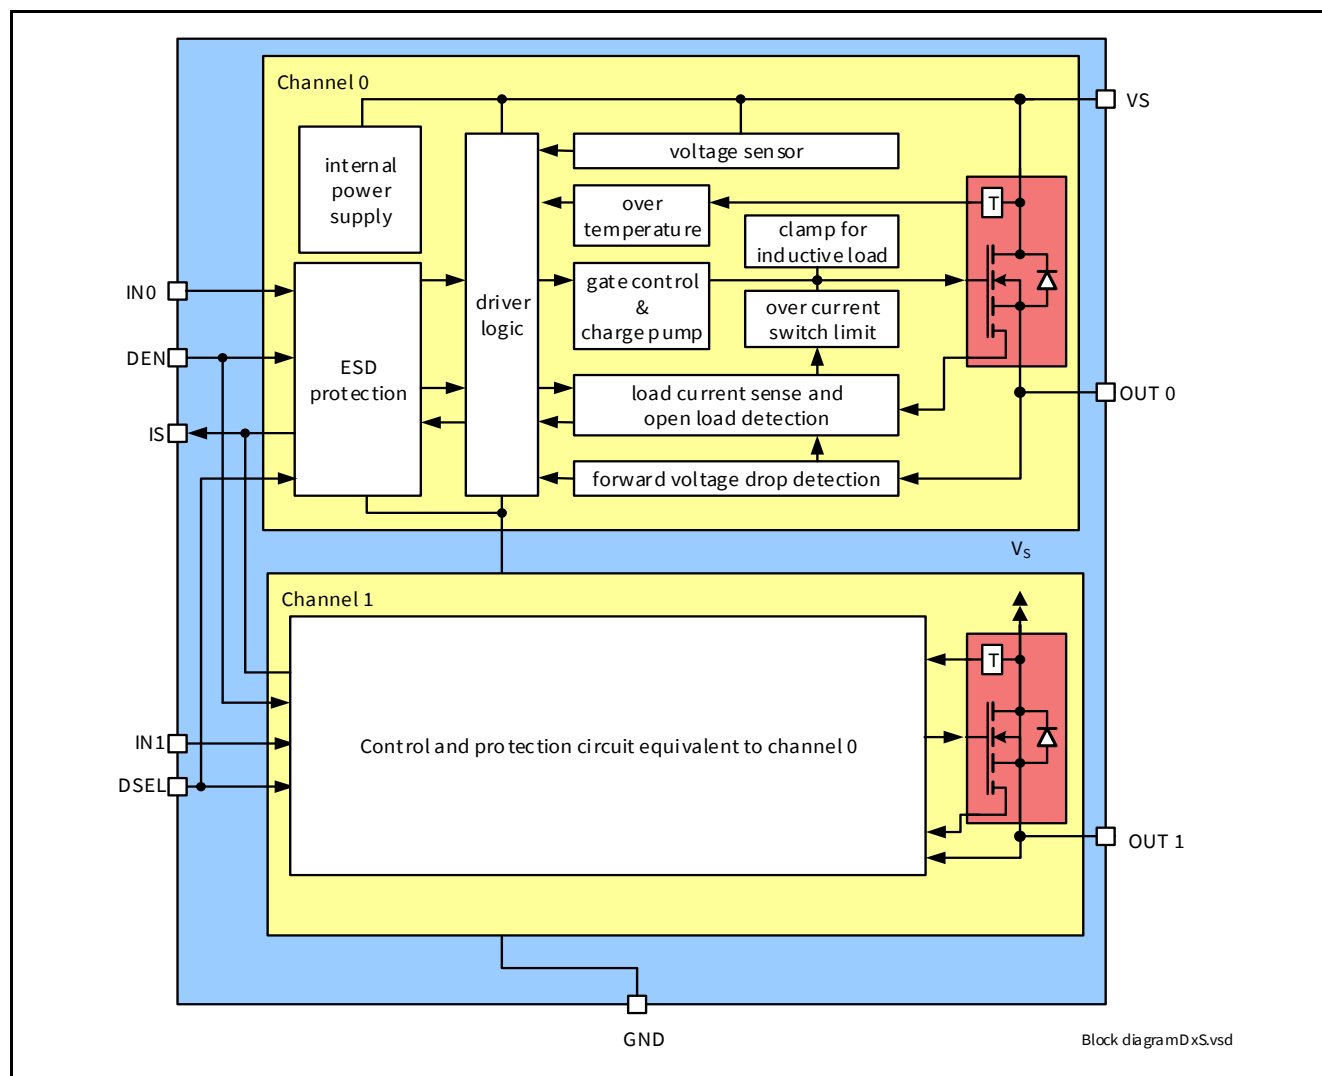 Channel 0
VS
internal
power
supply
voltage sensor
T
over
temperature
clamp for
inductive load
IN0
driver
logic
gate control
&
charge pump
over current
switch limit
DEN
ESD
protection
load current sense and
open load detection
OUT 0
IS
forward voltage drop detection
Vs
Channel 1
T
IN1
Control and protection circuit equivalent to channel 0
DSEL
OUT 1
GND
Block diagramDxS.vsd